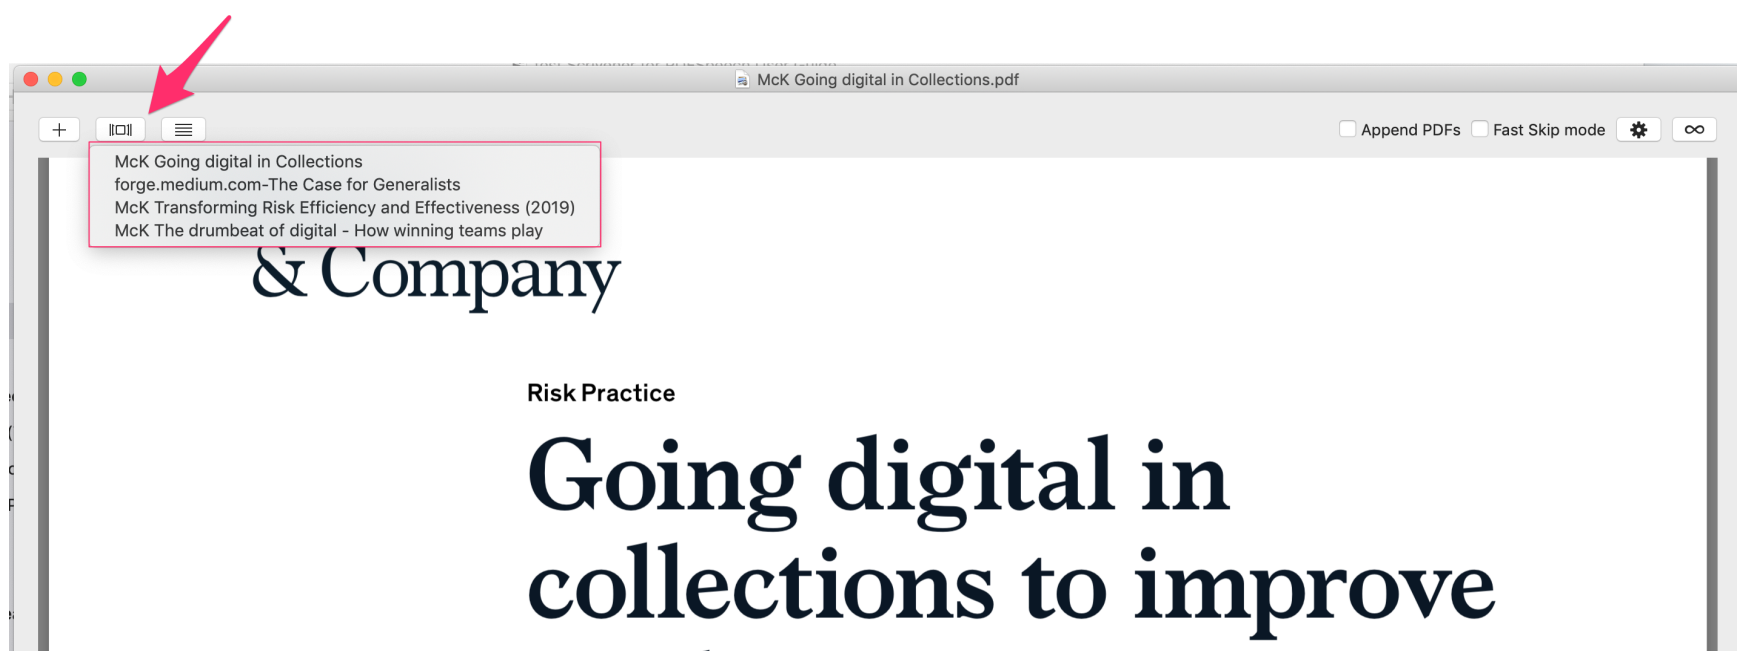 McK Going digital in Collections.pdf
Append PDFs
Fast Skip mode
McK Going digital in Collections
forge.medium.com-The Case for Generalists
McK Transforming Risk Efficiency and Effectiveness (2019)
McK The drumbeat of digital - How winning teams play
& Company
Risk Practice
Going digital in
collections to improve